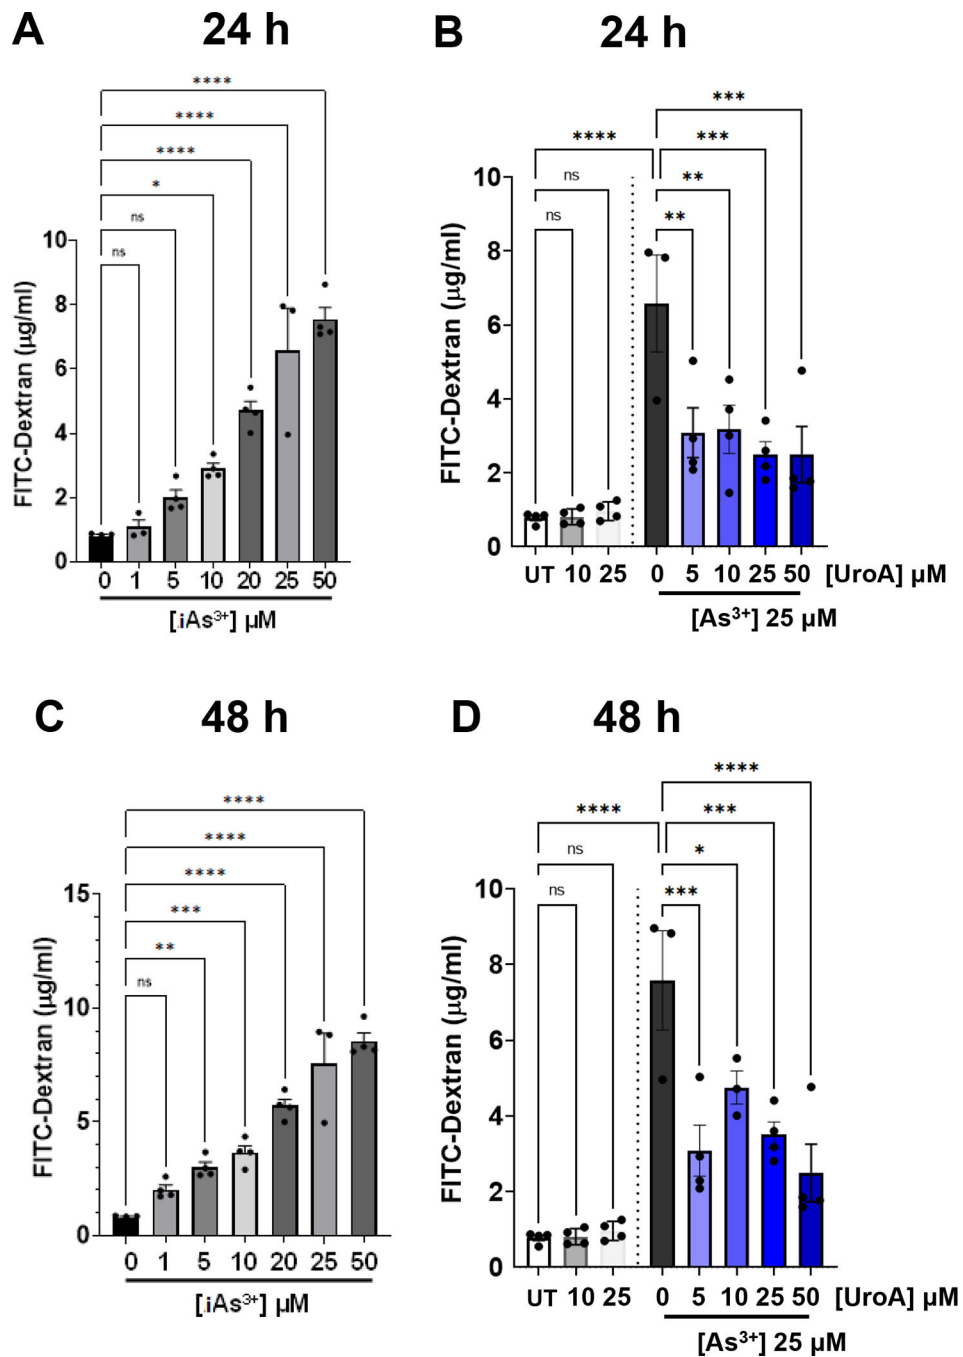 A 24 h
****
****
****
*
ns
ns
FITC-Dextran (μg/ml)
10
8
6
4
2
0
0 1 5 10 20 25 50
[iAs³⁺] μM
B 24 h
***
**** ***
ns **
ns **
FITC-Dextran (μg/ml)
10
8
6
4
2
0
UT 10 25 0 5 10 25 50 [UroA] μM
[As³⁺] 25 μM
C 48 h
****
****
****
***
**
ns
FITC-Dextran (μg/ml)
15
10
5
0
0 1 5 10 20 25 50
[iAs³⁺] μM
D 48 h
****
**** ***
ns *
ns ***
FITC-Dextran (μg/ml)
10
8
6
4
2
0
UT 10 25 0 5 10 25 50 [UroA] μM
[As³⁺] 25 μM